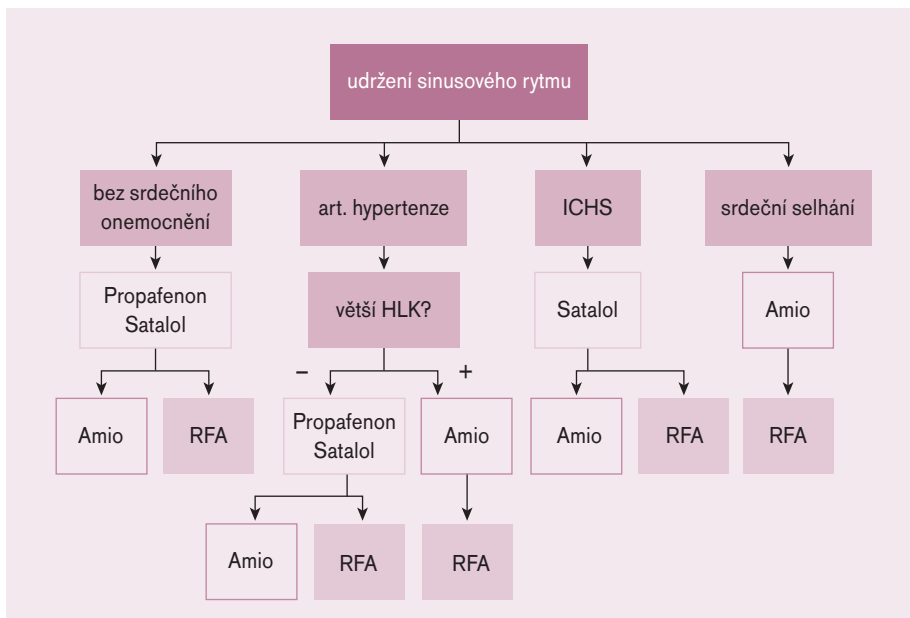 udržení sinusového rytmu
bez srdečního
onemocnění
art. hypertenze
ICHS
srdeční selhání
Propafenon
Satalol
větší HLK?
Satalol
Amio
–
+
Amio
RFA
Propafenon
Satalol
Amio
Amio
RFA
RFA
Amio
RFA
RFA